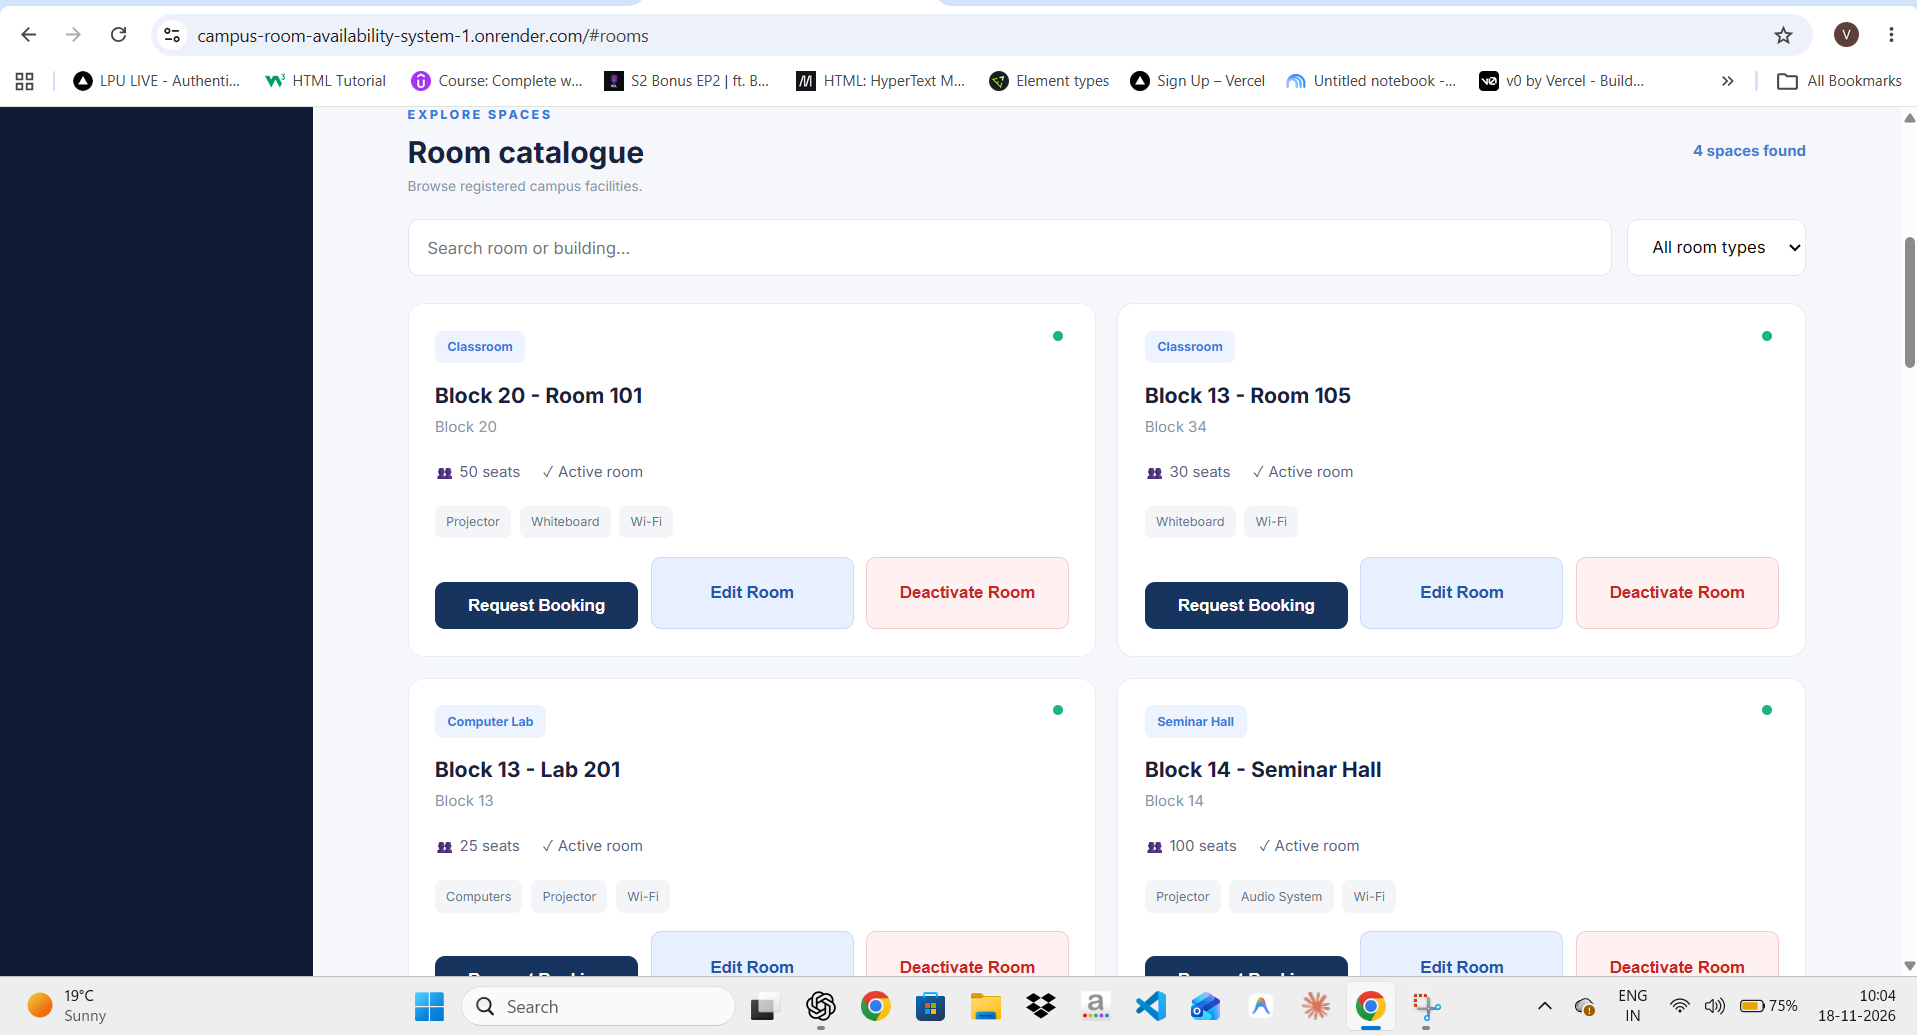 campus-room-availability-system-1.onrender.com/#rooms
V
LPU LIVE - Authenti...
HTML Tutorial
Course: Complete w...
S2 Bonus EP2 | ft. B...
HTML: HyperText M...
Element types
Sign Up – Vercel
Untitled notebook -...
v0 by Vercel - Build...
All Bookmarks
EXPLORE SPACES
Room catalogue
4 spaces found
Browse registered campus facilities.
Search room or building...
All room types
Classroom
Block 20 - Room 101
Block 20
50 seats ✓ Active room
Projector Whiteboard Wi-Fi
Request Booking Edit Room Deactivate Room
Classroom
Block 13 - Room 105
Block 34
30 seats ✓ Active room
Whiteboard Wi-Fi
Request Booking Edit Room Deactivate Room
Computer Lab
Block 13 - Lab 201
Block 13
25 seats ✓ Active room
Computers Projector Wi-Fi
Request Booking Edit Room Deactivate Room
Seminar Hall
Block 14 - Seminar Hall
Block 14
100 seats ✓ Active room
Projector Audio System Wi-Fi
Request Booking Edit Room Deactivate Room
19°C
Sunny
Search
ENG
IN
75%
10:04
18-11-2026